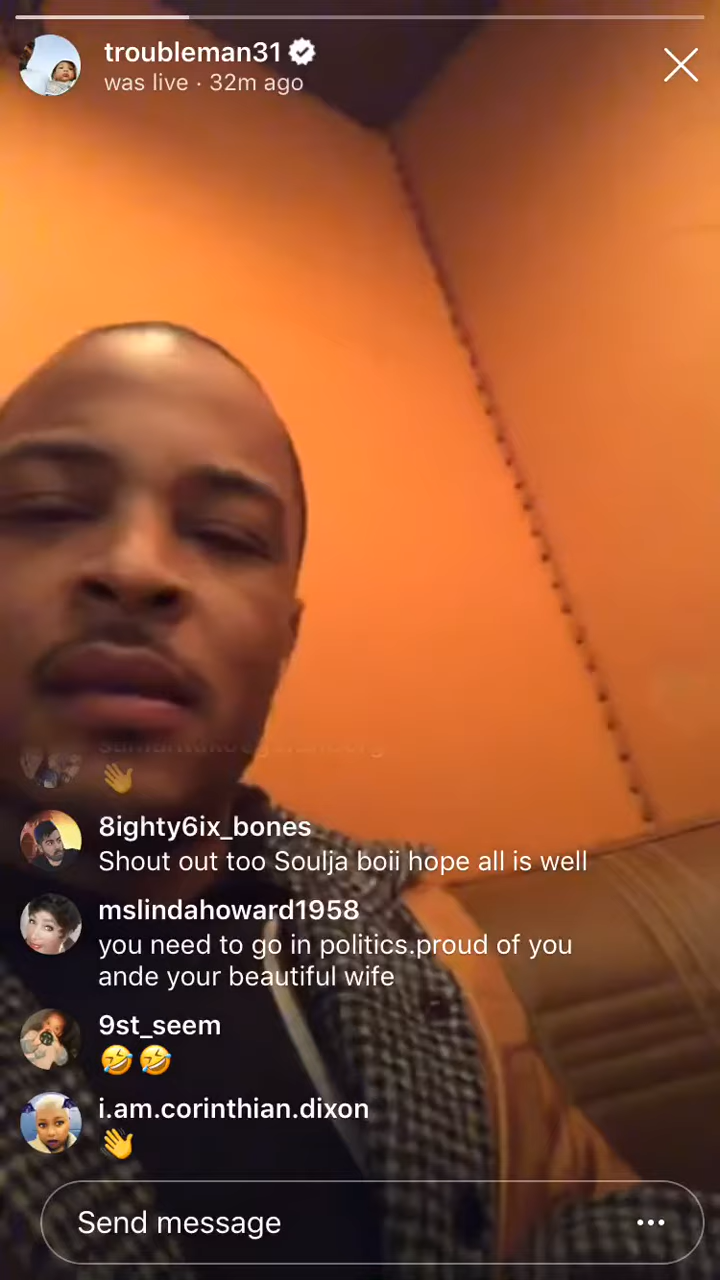 troubleman31
was live · 32m ago
👋
8ighty6ix_bones
Shout out too Soulja boii hope all is well
mslindahoward1958
you need to go in politics.proud of you
ande your beautiful wife
9st_seem
🤣🤣
i.am.corinthian.dixon
👋
Send message